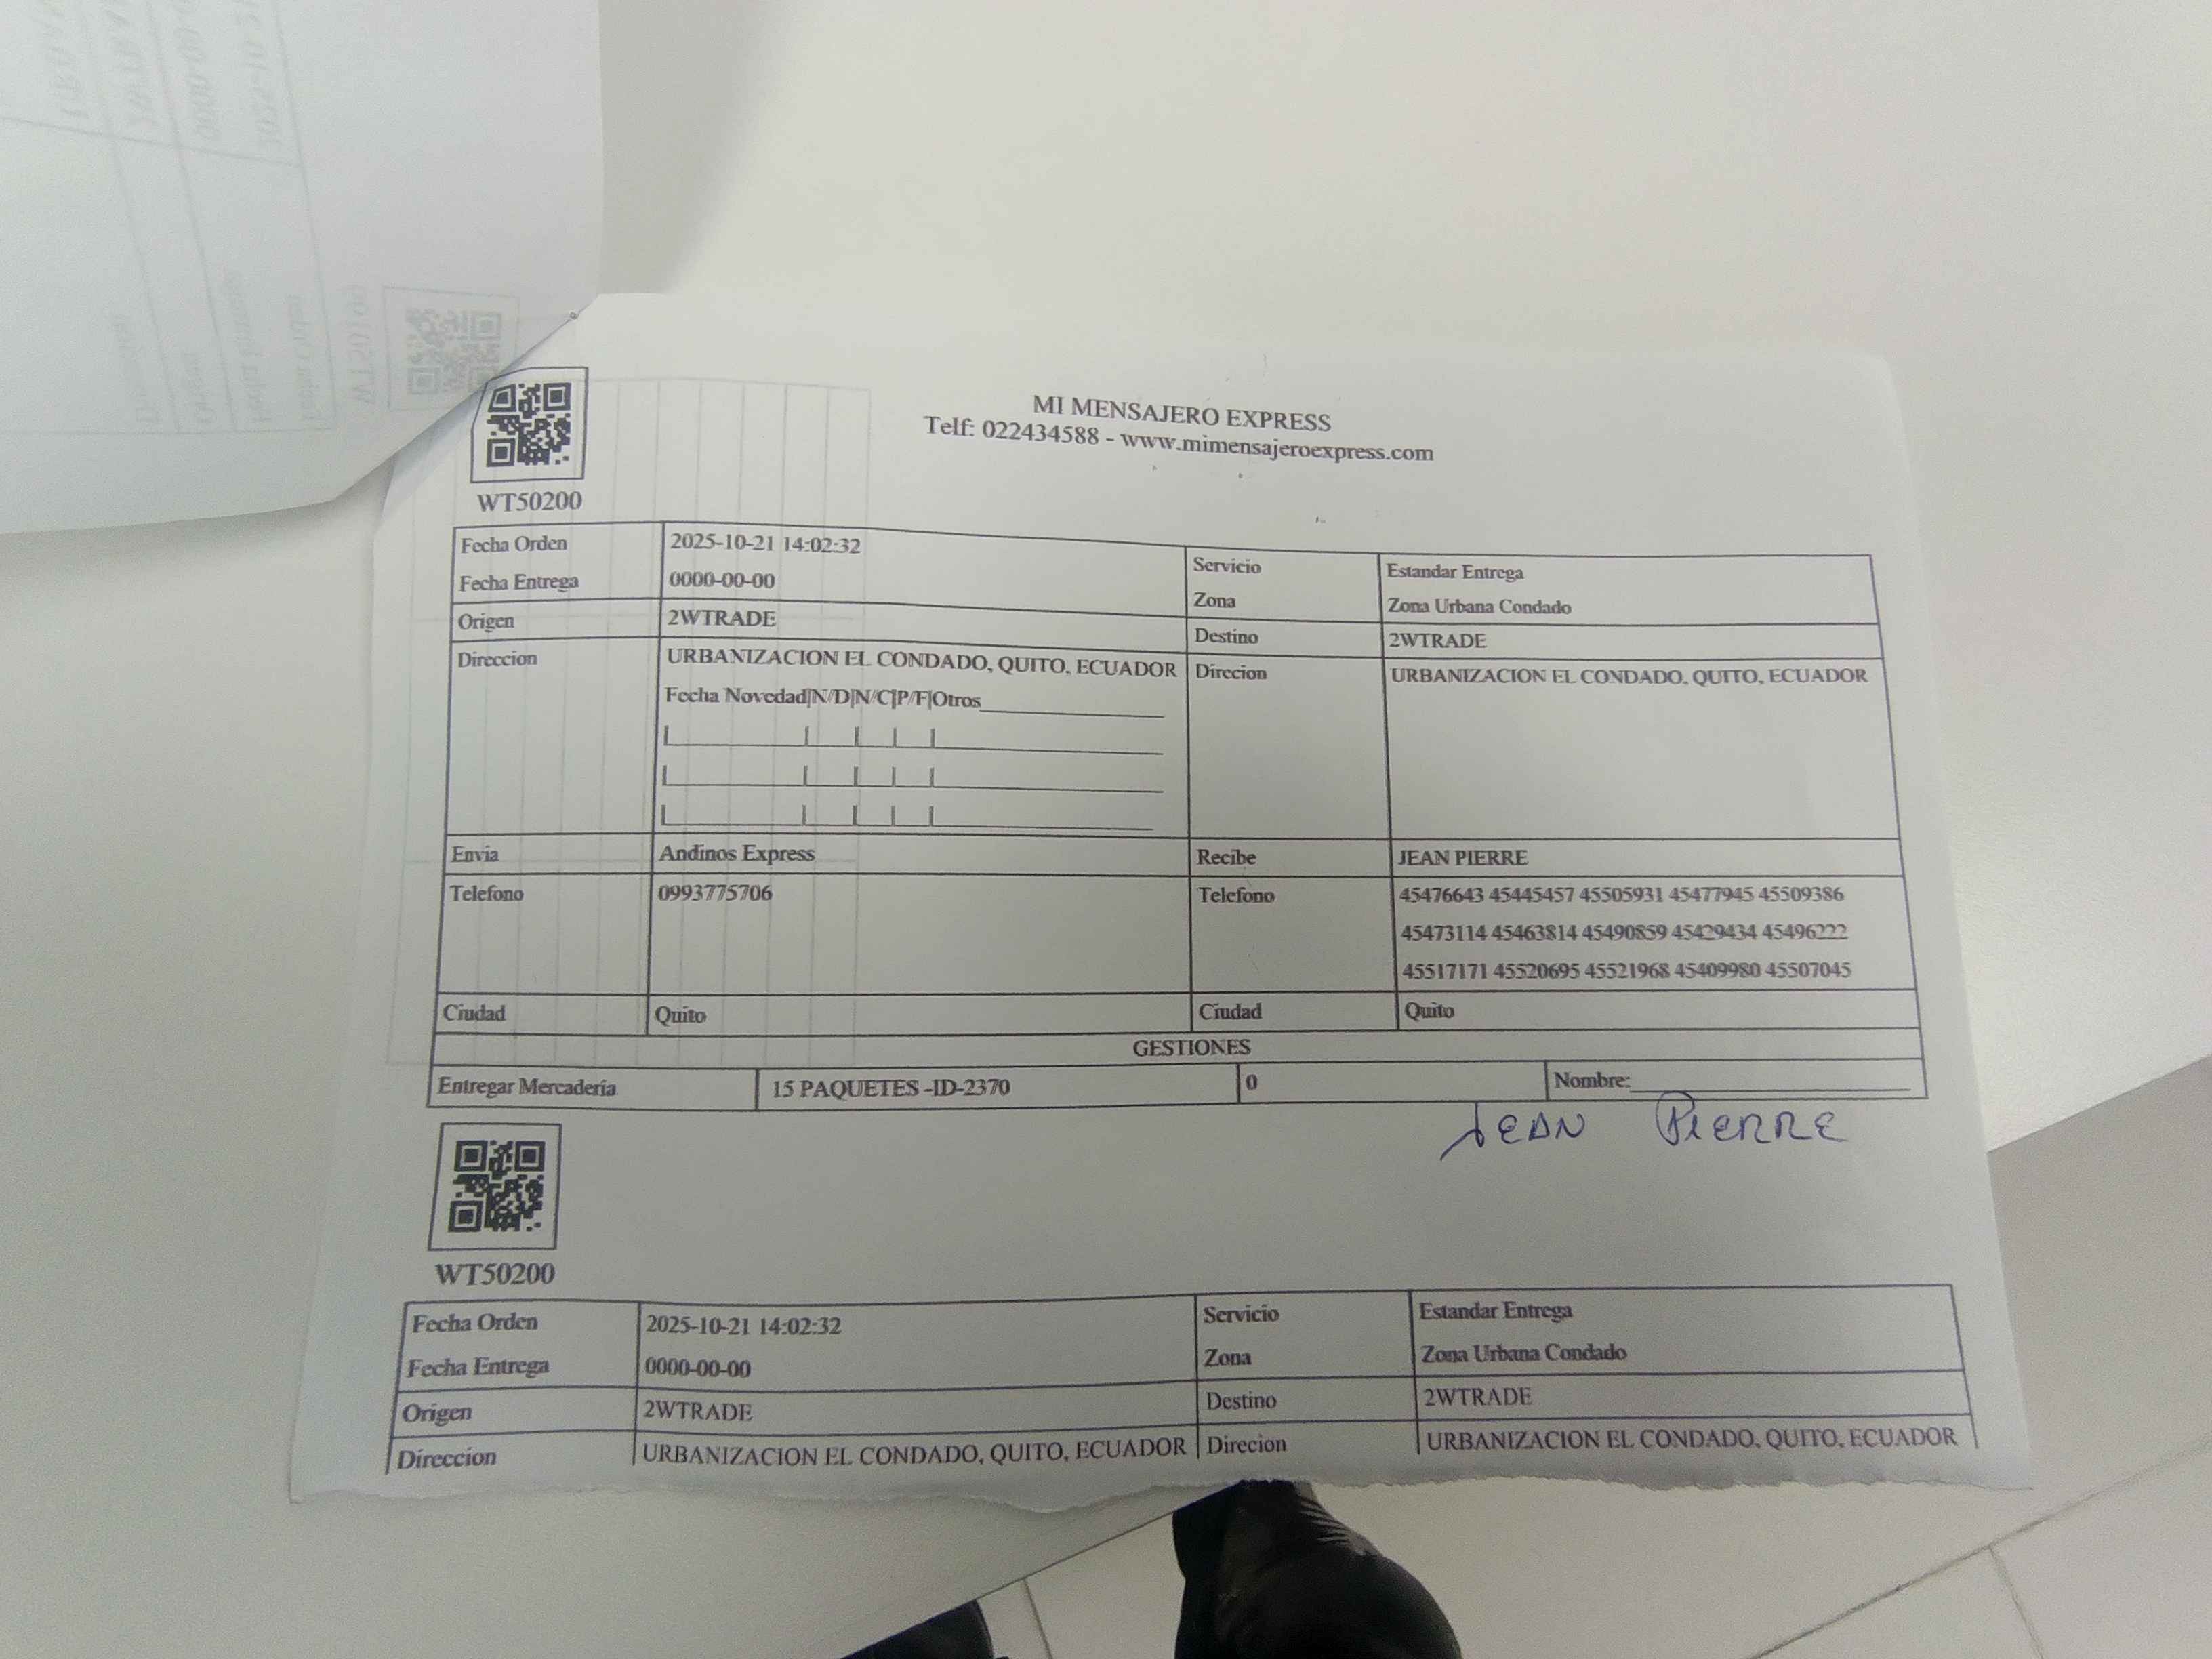 MI MENSAJERO EXPRESS
Telf: 022434588 - www.mimensajeroexpress.com
WT50200
Fecha Orden 2025-10-21 14:02:32 Servicio Estandar Entrega
Fecha Entrega 0000-00-00 Zona Zona Urbana Condado
Origen 2WTRADE Destino 2WTRADE
Direccion URBANIZACION EL CONDADO, QUITO, ECUADOR Direcion URBANIZACION EL CONDADO, QUITO, ECUADOR
Fecha Novedad|N/D|N/C|P/F|Otros
Envia Andinos Express Recibe JEAN PIERRE
Telefono 0993775706 Telefono 45476643 45445457 45505931 45477945 45509386
45473114 45463814 45490859 45429434 45496222
45517171 45520695 45521968 45409980 45507045
Ciudad Quito Ciudad Quito
GESTIONES
Entregar Mercadería 15 PAQUETES -ID-2370 0 Nombre:
JEAN PIERRE
WT50200
Fecha Orden 2025-10-21 14:02:32 Servicio Estandar Entrega
Fecha Entrega 0000-00-00 Zona Zona Urbana Condado
Origen 2WTRADE Destino 2WTRADE
Direccion URBANIZACION EL CONDADO, QUITO, ECUADOR Direcion URBANIZACION EL CONDADO, QUITO, ECUADOR